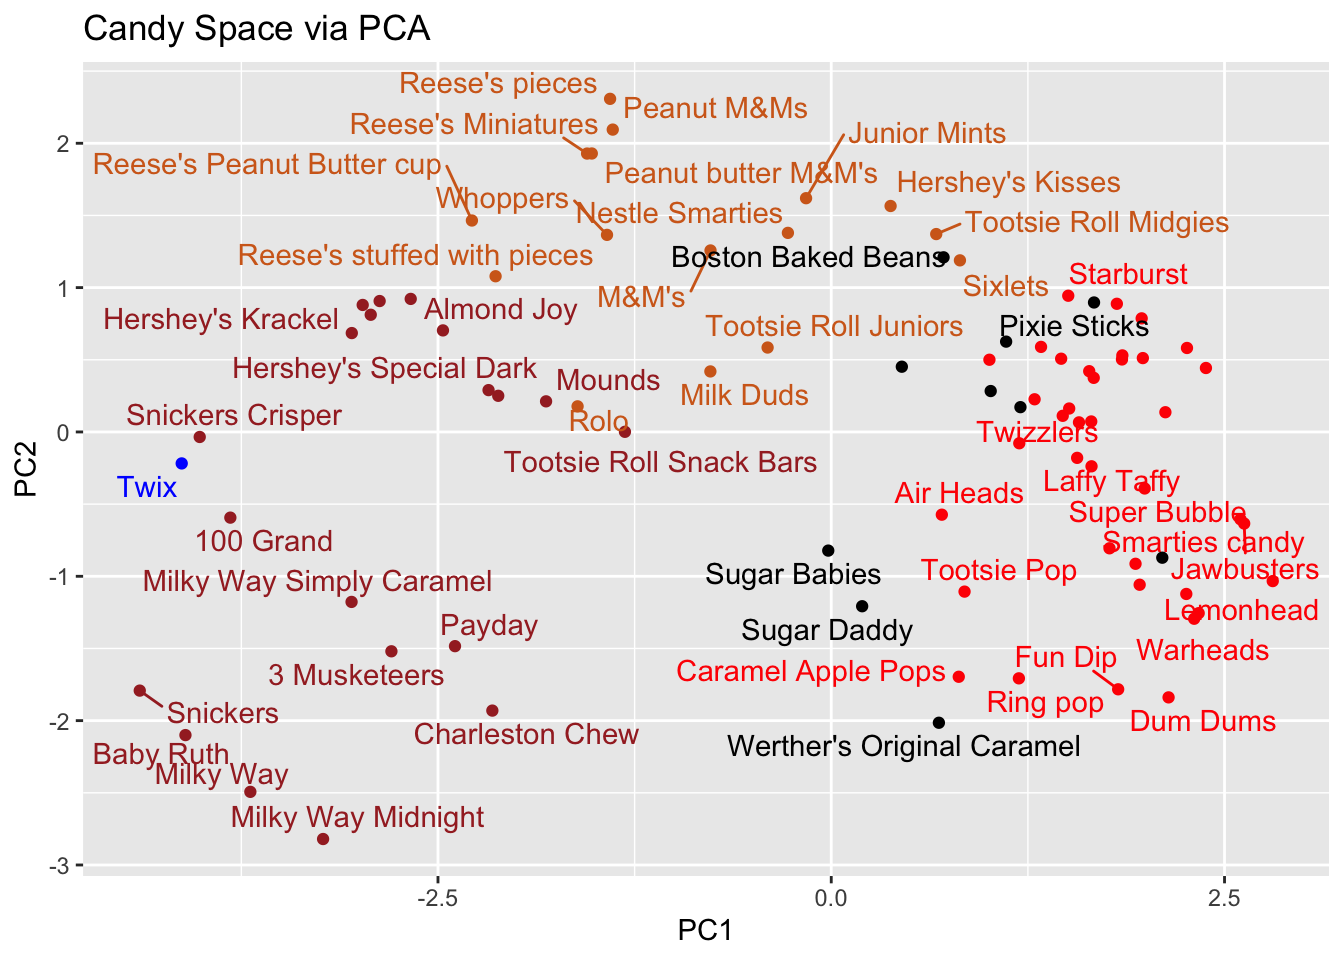 Candy Space via PCA
Reese's pieces
Peanut M&Ms
Reese's Miniatures
Junior Mints
Reese's Peanut Butter cup
Peanut butter M&M's
Hershey's Kisses
Whoppers
Nestle Smarties
Tootsie Roll Midgies
Reese's stuffed with pieces
Boston Baked Beans
Starburst
M&M's
Sixlets
Almond Joy
Hershey's Krackel
Tootsie Roll Juniors
Pixie Sticks
Hershey's Special Dark
Mounds
Milk Duds
Snickers Crisper
Rolo
Twizzlers
Tootsie Roll Snack Bars
Twix
Laffy Taffy
Air Heads
Super Bubble
100 Grand
Smarties candy
Milky Way Simply Caramel
Sugar Babies
Tootsie Pop
Jawbusters
Lemonhead
Payday
Sugar Daddy
Warheads
3 Musketeers
Caramel Apple Pops
Fun Dip
Ring pop
Snickers
Charleston Chew
Dum Dums
Baby Ruth
Werther's Original Caramel
Milky Way
Milky Way Midnight
2
1
0
-1
-2
-3
PC2
-2.5
0.0
2.5
PC1